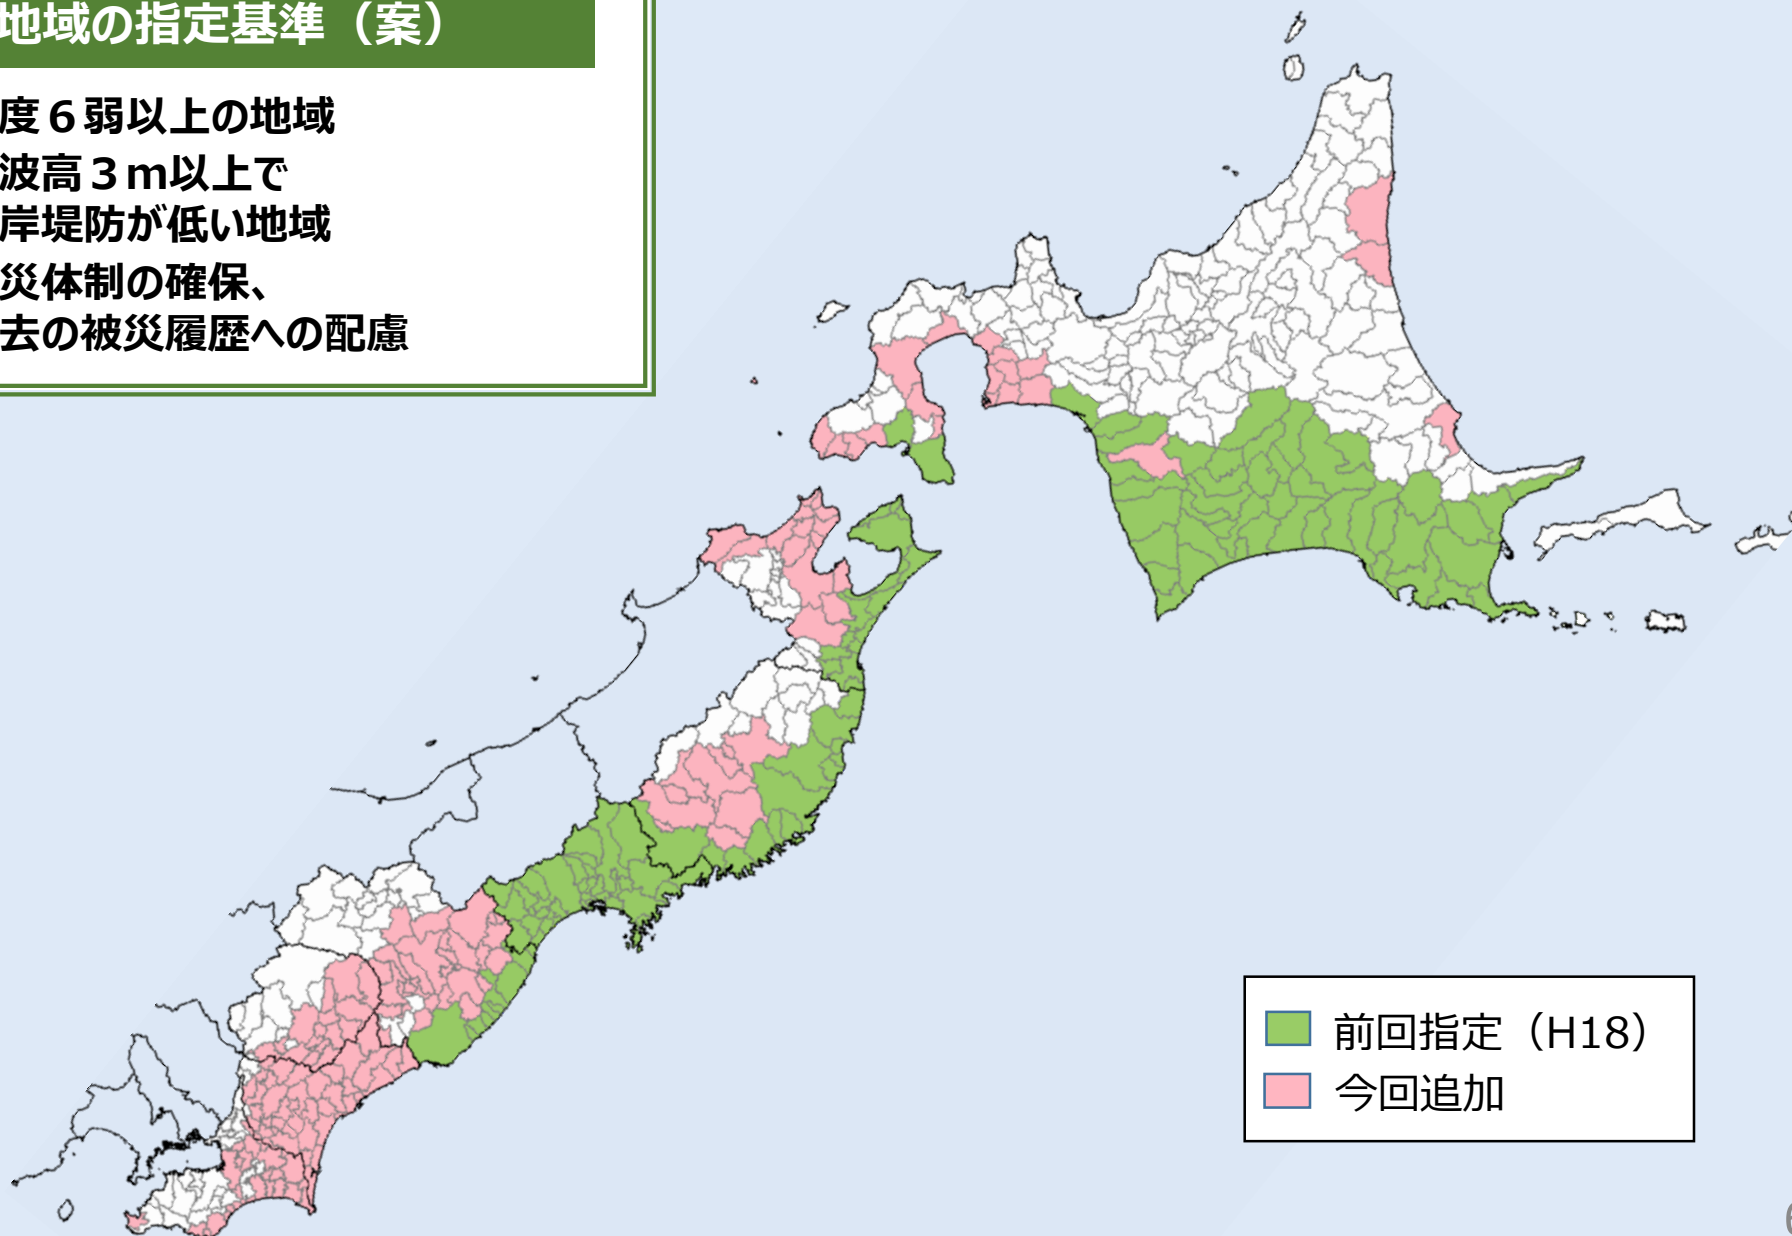 地域の指定基準（案）
度６弱以上の地域
波高３ｍ以上で
岸堤防が低い地域
災体制の確保、
去の被災履歴への配慮
前回指定（H18）
今回追加
6